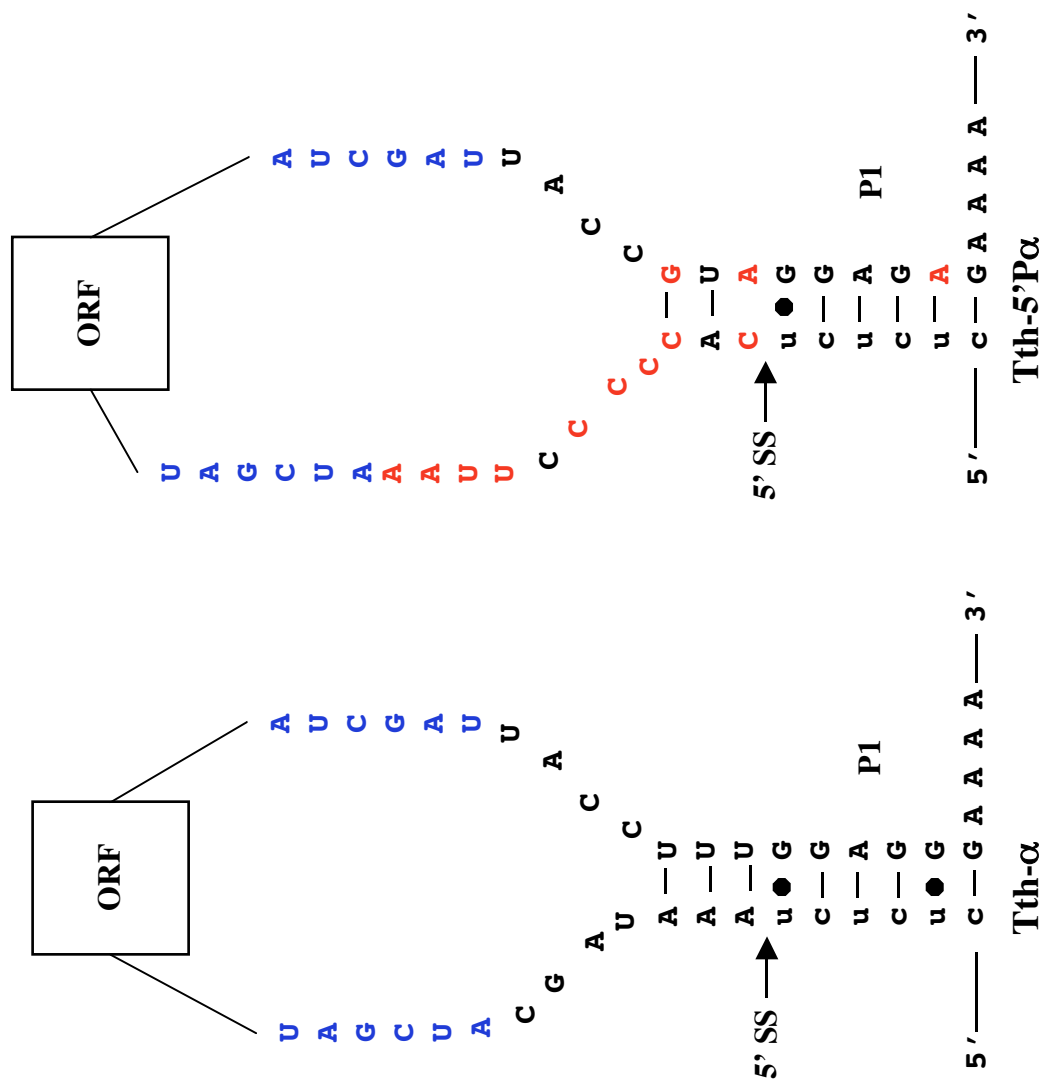 ORF
U A G C U A C G A U A A A u c u c u c
A U C G A U U A C C U U U G G A G G G A A A A
5' SS
P1
5'
3'
Tth-α
ORF
U A G C U A A A U U C C C C C A C u c u c u c
A U C G A U U A C C G U A G G A G A G A A A A
5' SS
P1
5'
3'
Tth-5'Pα